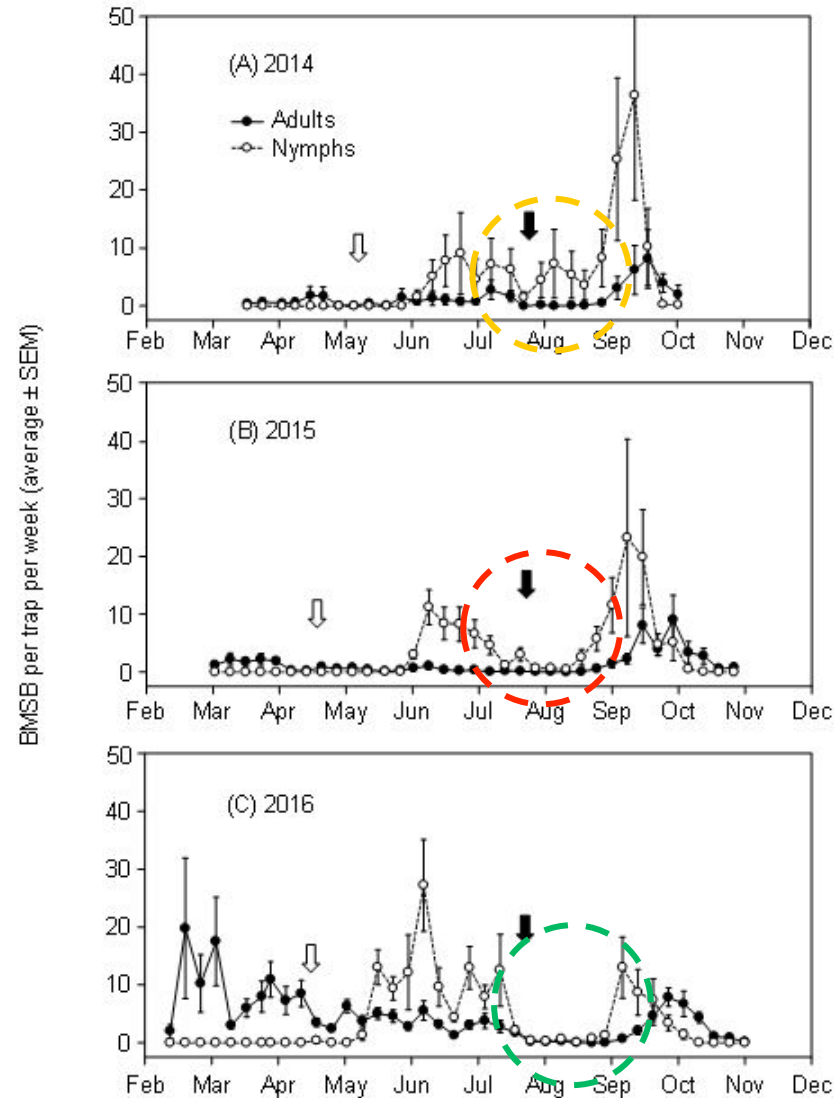 BMSB per trap per week (average ± SEM)
50
40
30
20
10
0
(A) 2014
Adults
Nymphs
Feb Mar Apr May Jun Jul Aug Sep Oct Nov Dec
50
40
30
20
10
0
(B) 2015
Feb Mar Apr May Jun Jul Aug Sep Oct Nov Dec
50
40
30
20
10
0
(C) 2016
Feb Mar Apr May Jun Jul Aug Sep Oct Nov Dec